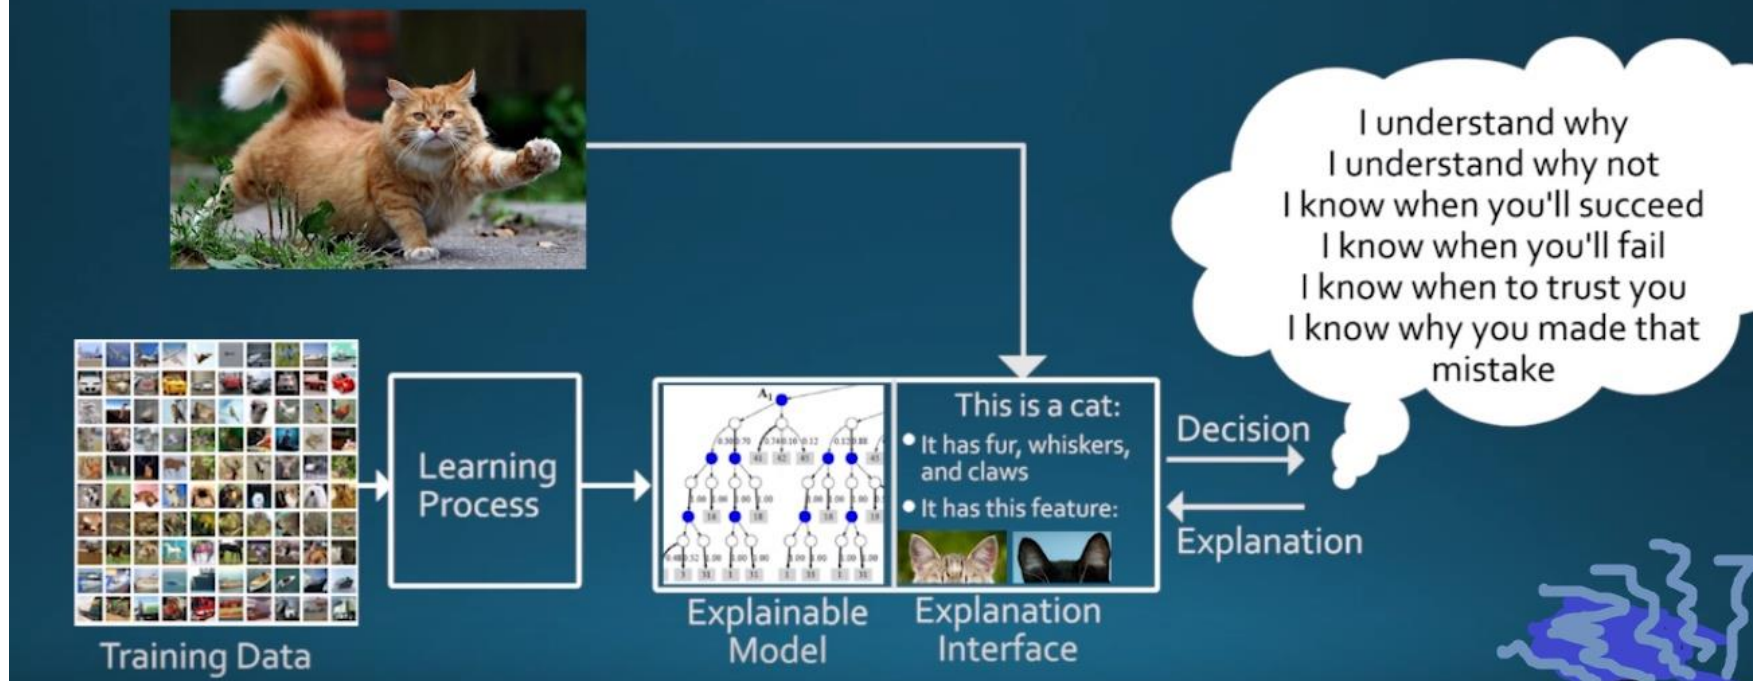 I understand why
I understand why not
I know when you'll succeed
I know when you'll fail
I know when to trust you
I know why you made that
mistake
Learning
Process
A1
This is a cat:
It has fur, whiskers,
and claws
It has this feature:
Decision
Explanation
Training Data
Explainable
Model
Explanation
Interface